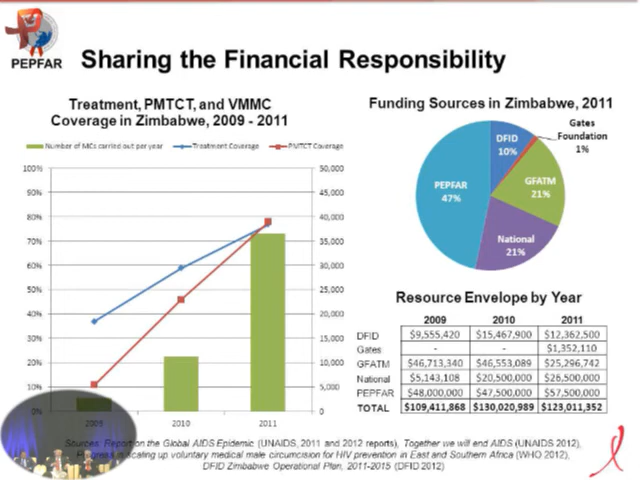 PEPFAR
Sharing the Financial Responsibility
Treatment, PMTCT, and VMMC
Coverage in Zimbabwe, 2009 - 2011
Number of MCs carried out per year
Treatment Coverage
PMTCT Coverage
100%
90%
80%
70%
60%
50%
40%
30%
20%
10%
0%
50,000
45,000
40,000
35,000
30,000
25,000
20,000
15,000
10,000
5,000
0
2009
2010
2011
Funding Sources in Zimbabwe, 2011
DFID
10%
Gates
Foundation
1%
GFATM
21%
National
21%
PEPFAR
47%
Resource Envelope by Year
2009 2010 2011
DFID $9,555,420 $15,467,900 $12,362,500
Gates - - $1,352,110
GFATM $46,713,340 $46,553,089 $25,296,742
National $5,143,108 $20,500,000 $26,500,000
PEPFAR $48,000,000 $47,500,000 $57,500,000
TOTAL $109,411,868 $130,020,989 $123,011,352
Sources: Report on the Global AIDS Epidemic (UNAIDS, 2011 and 2012 reports), Together we will end AIDS (UNAIDS 2012),
Progress in scaling up voluntary medical male circumcision for HIV prevention in East and Southern Africa (WHO 2012),
DFID Zimbabwe Operational Plan, 2011-2015 (DFID 2012)